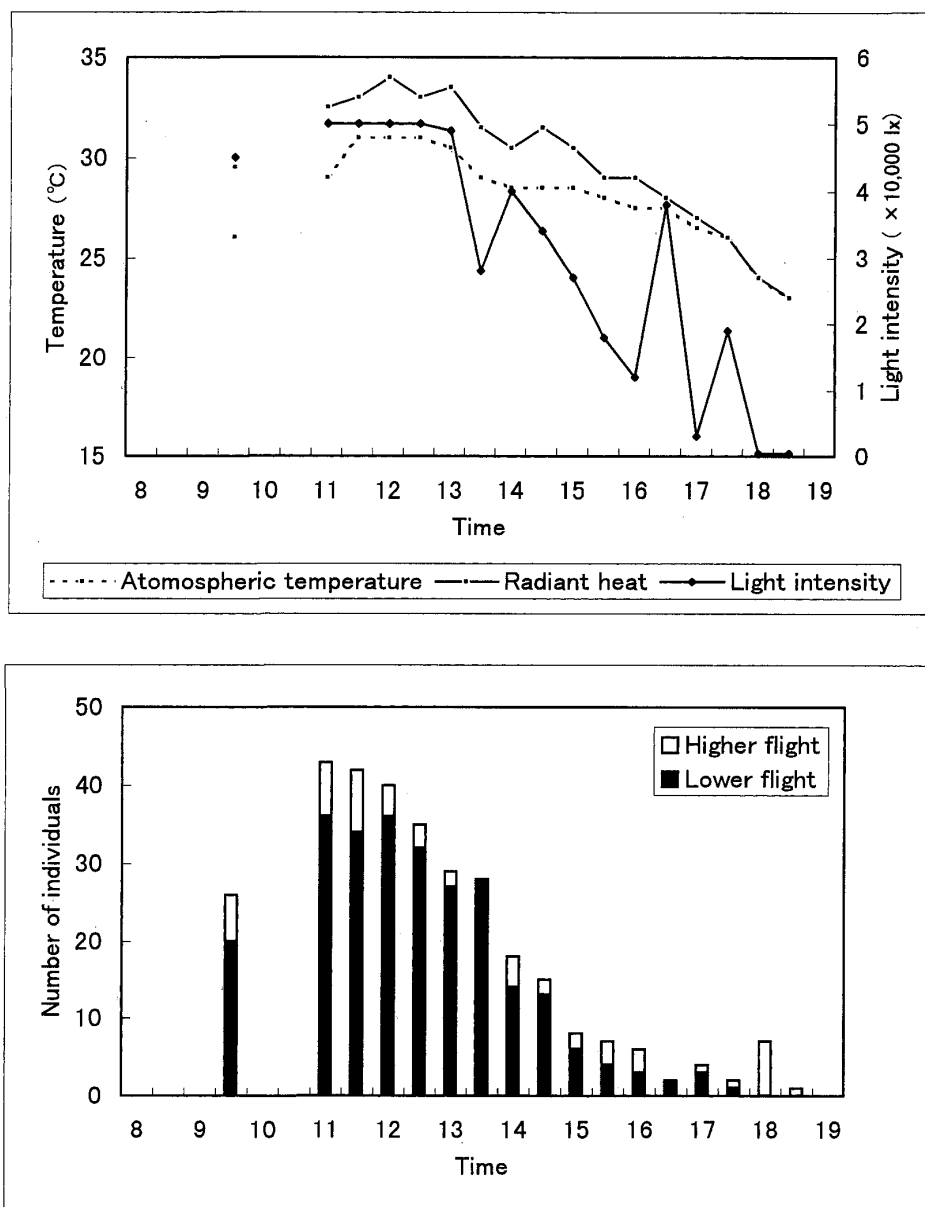 35
30
25
20
15
Temperature (℃)
6
5
4
3
2
1
0
Light intensity ( × 10,000 lx)
8 9 10 11 12 13 14 15 16 17 18 19
Time
Atomospheric temperature Radiant heat Light intensity
50
40
30
20
10
0
Number of individuals
Higher flight
Lower flight
8 9 10 11 12 13 14 15 16 17 18 19
Time